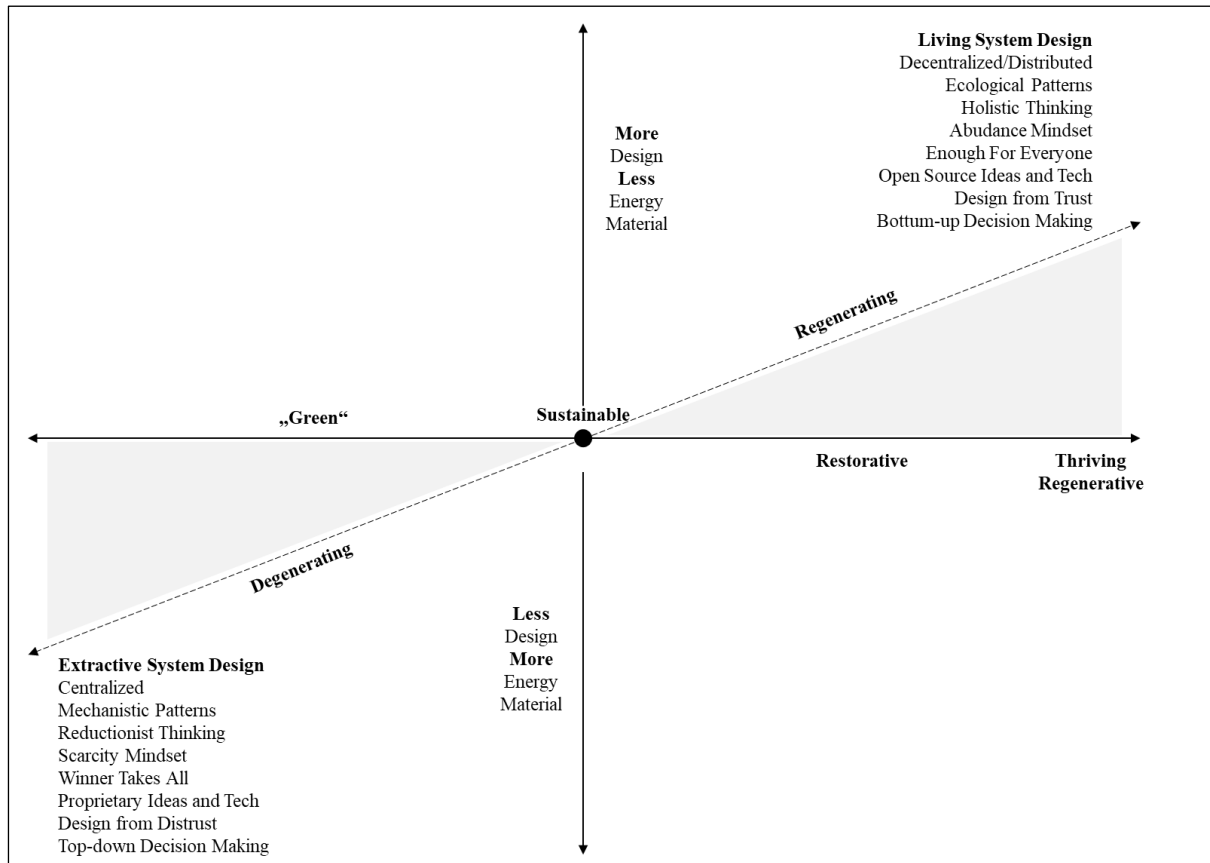 Living System Design
Decentralized/Distributed
Ecological Patterns
Holistic Thinking
Abudance Mindset
Enough For Everyone
Open Source Ideas and Tech
Design from Trust
Bottum-up Decision Making
More
Design
Less
Energy
Material
Regenerating
„Green“
Sustainable
Restorative
Thriving
Regenerative
Degenerating
Less
Design
More
Energy
Material
Extractive System Design
Centralized
Mechanistic Patterns
Reductionist Thinking
Scarcity Mindset
Winner Takes All
Proprietary Ideas and Tech
Design from Distrust
Top-down Decision Making